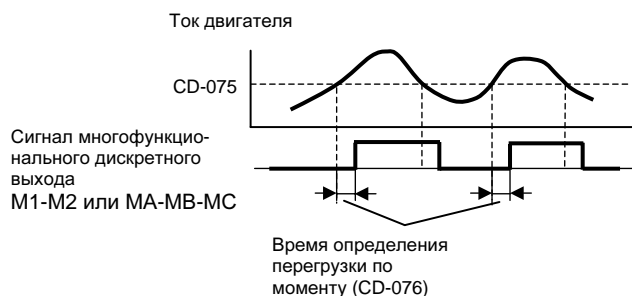 Ток двигателя
CD-075
Сигнал многофункцио-
нального дискретного
выхода
M1-M2 или MA-MB-MC
Время определения
перегрузки по
моменту (CD-076)